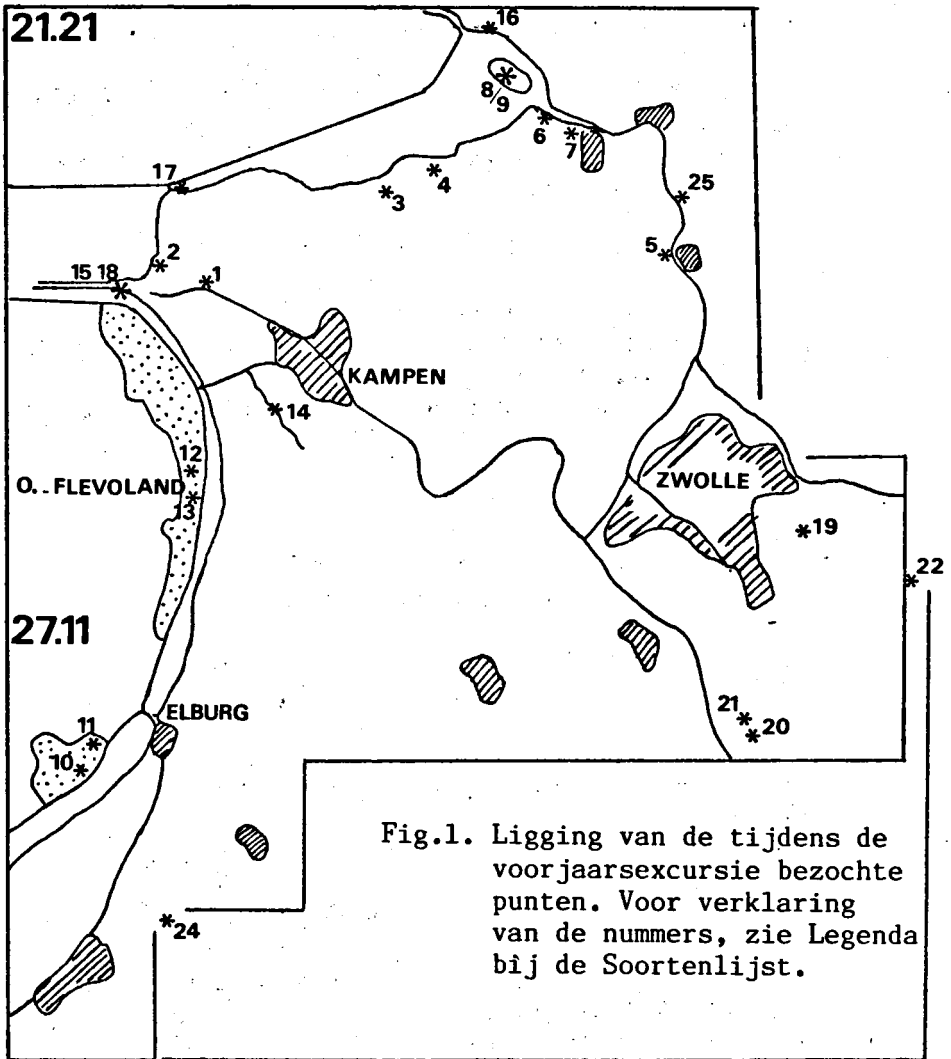 21.21
16
8/9
6
7
17
4
3
25
5
2
15 18
1
KAMPEN
14
12
O.. FLEVOLAND
13
ZWOLLE
19
22
27.11
21
20
ELBURG
11
10
24
Fig.1. Ligging van de tijdens de
voorjaarsexcursie bezochte
punten. Voor verklaring
van de nummers, zie Legenda
bij de Soortenlijst.